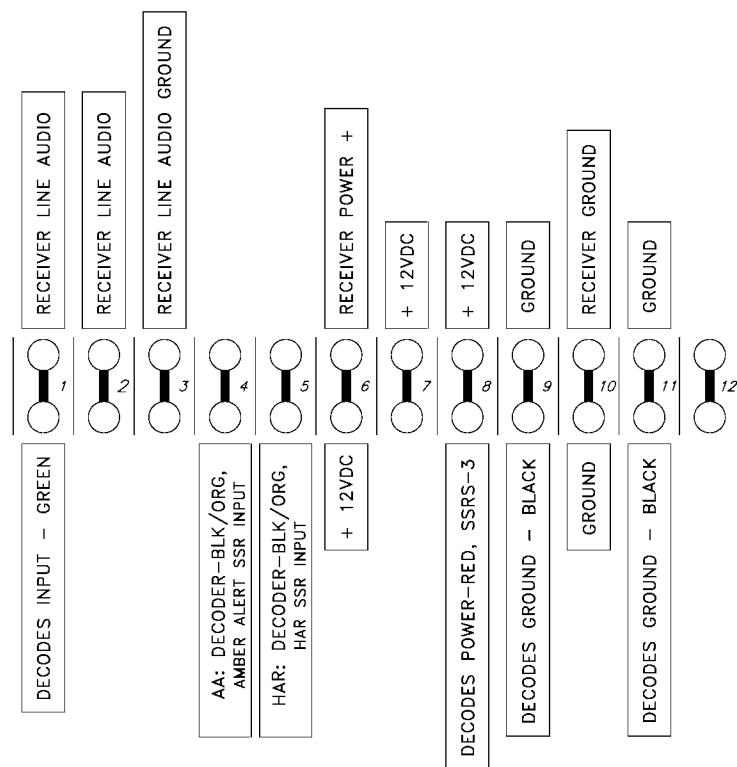 RECEIVER LINE AUDIO
RECEIVER LINE AUDIO
RECEIVER LINE AUDIO GROUND
RECEIVER POWER +
+ 12VDC
+ 12VDC
GROUND
RECEIVER GROUND
GROUND
1
2
3
4
5
6
7
8
9
10
11
12
DECODES INPUT - GREEN
AA: DECODER-BLK/ORG,
AMBER ALERT SSR INPUT
HAR: DECODER-BLK/ORG,
HAR SSR INPUT
+ 12VDC
DECODES POWER-RED, SSRS-3
DECODES GROUND - BLACK
GROUND
DECODES GROUND - BLACK